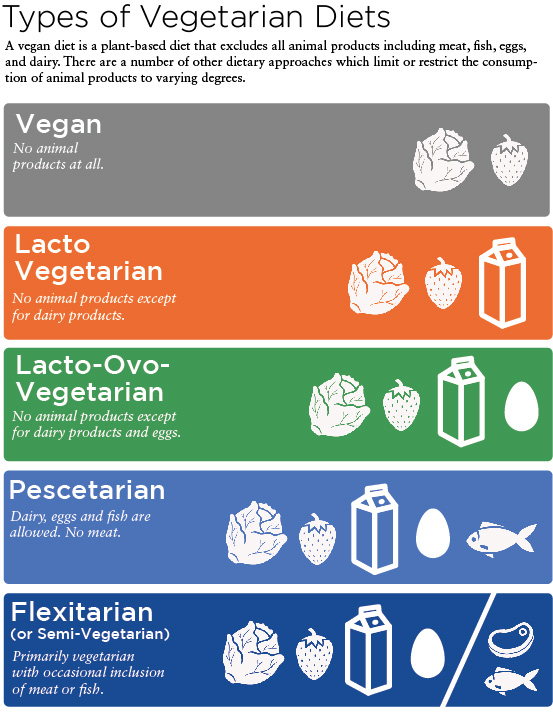 Types of Vegetarian Diets
A vegan diet is a plant-based diet that excludes all animal products including meat, fish, eggs,
and dairy. There are a number of other dietary approaches which limit or restrict the consump-
tion of animal products to varying degrees.
Vegan
No animal
products at all.
Lacto
Vegetarian
No animal products except
for dairy products.
Lacto-Ovo-
Vegetarian
No animal products except
for dairy products and eggs.
Pescetarian
Dairy, eggs and fish are
allowed. No meat.
Flexitarian
(or Semi-Vegetarian)
Primarily vegetarian
with occasional inclusion
of meat or fish.